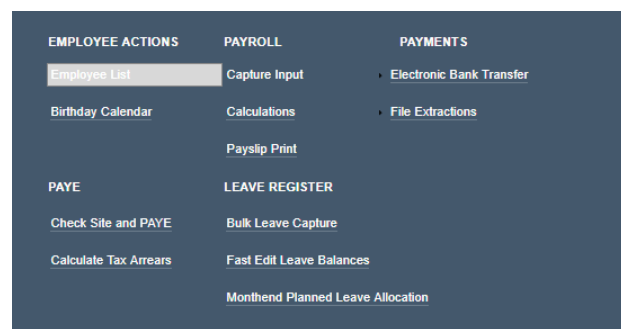 EMPLOYEE ACTIONS PAYROLL PAYMENTS
Employee List Capture Input Electronic Bank Transfer
Birthday Calendar Calculations File Extractions
Payslip Print
PAYE LEAVE REGISTER
Check Site and PAYE Bulk Leave Capture
Calculate Tax Arrears Fast Edit Leave Balances
Monthend Planned Leave Allocation